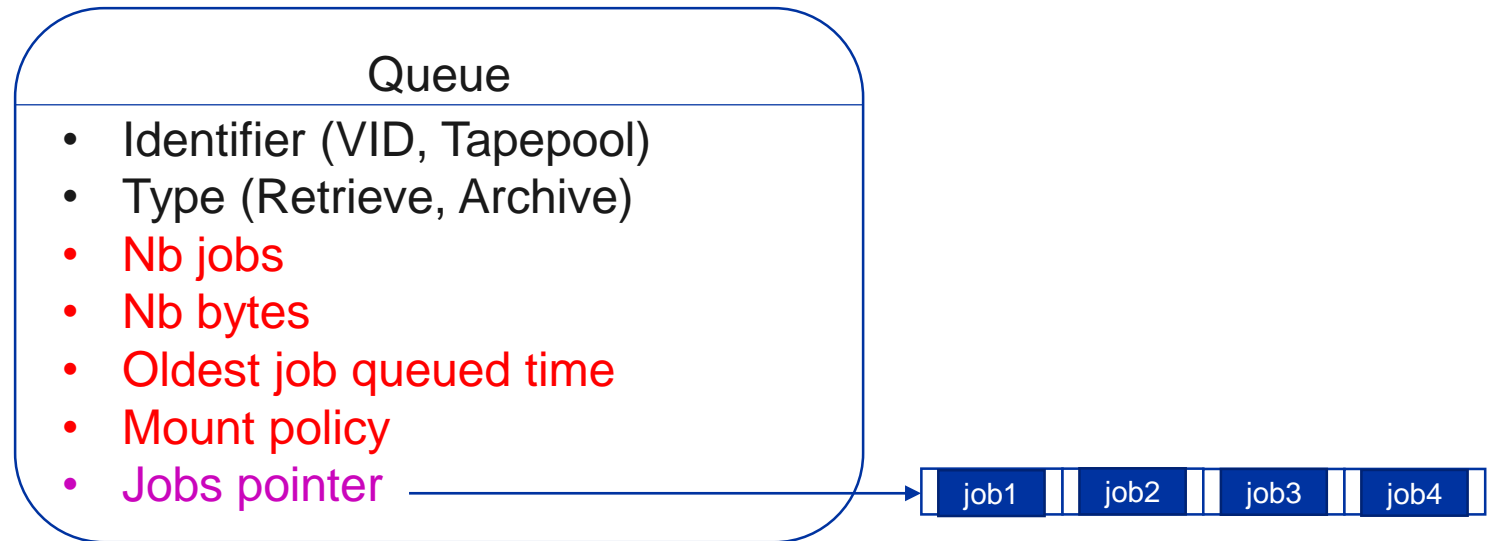 Queue
• Identifier (VID, Tapepool)
• Type (Retrieve, Archive)
• Nb jobs
• Nb bytes
• Oldest job queued time
• Mount policy
• Jobs pointer
job1 job2 job3 job4